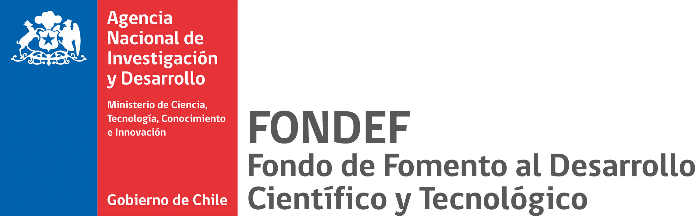 Agencia
Nacional de
Investigación
y Desarrollo
Ministerio de Ciencia,
Tecnología, Conocimiento
e Innovación
Gobierno de Chile
FONDEF
Fondo de Fomento al Desarrollo
Científico y Tecnológico